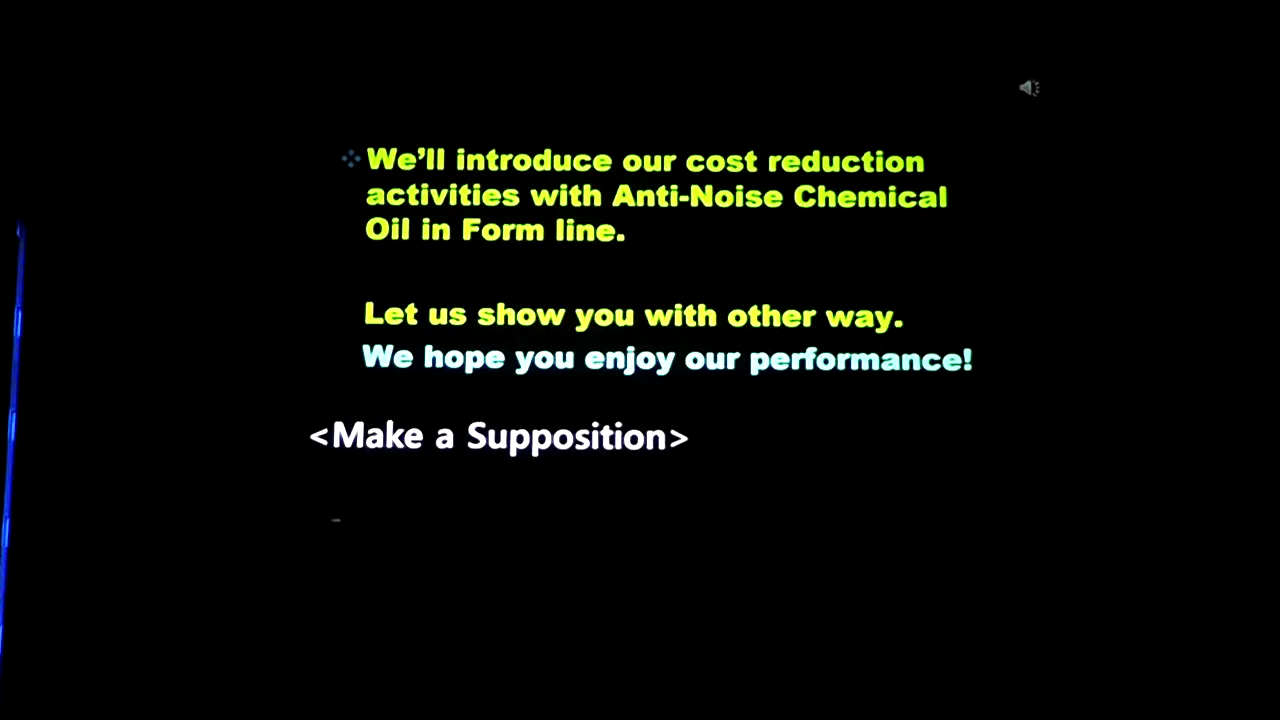 We'll introduce our cost reduction
activities with Anti-Noise Chemical
Oil in Form line.
Let us show you with other way.
We hope you enjoy our performance!
<Make a Supposition>
-